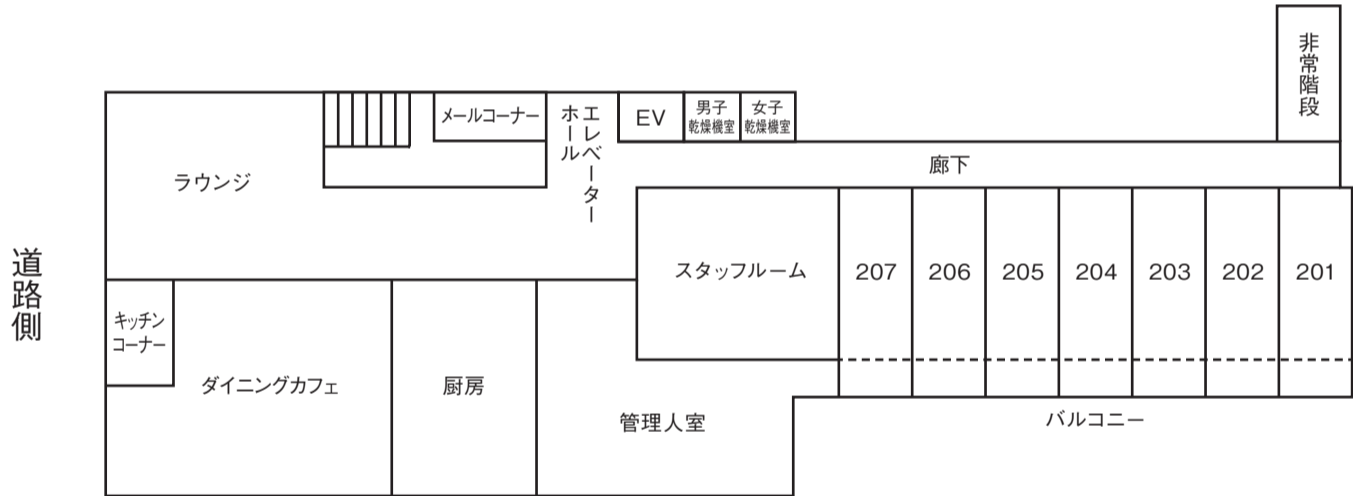 非常階段
メールコーナー
エレベーター
ホール
EV
男子
乾燥機室
女子
乾燥機室
廊下
ラウンジ
道路側
スタッフルーム
207
206
205
204
203
202
201
キッチン
コーナー
ダイニングカフェ
厨房
管理人室
バルコニー